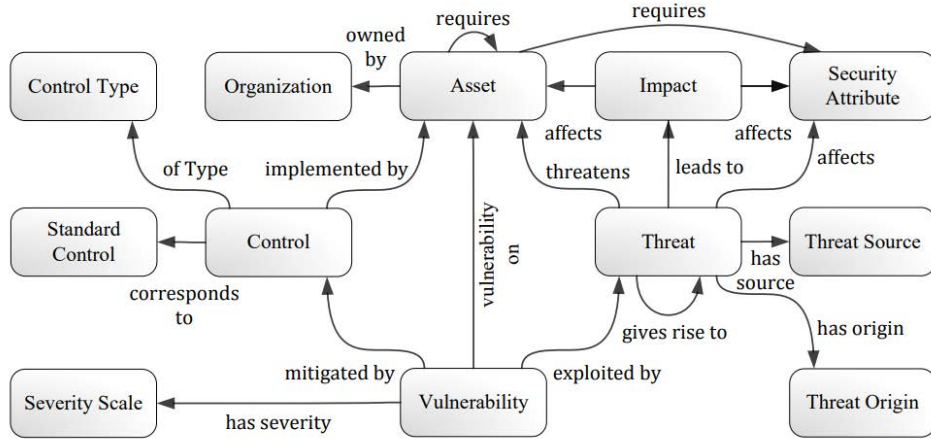 requires
requires
owned
by
Control Type
Organization
Asset
Impact
Security
Attribute
affects
affects
of Type
implemented by
threatens
leads to
affects
Standard
Control
Control
vulnerability
on
Threat
Threat Source
corresponds
to
has
source
gives rise to
has origin
mitigated by
exploited by
Severity Scale
has severity
Vulnerability
Threat Origin